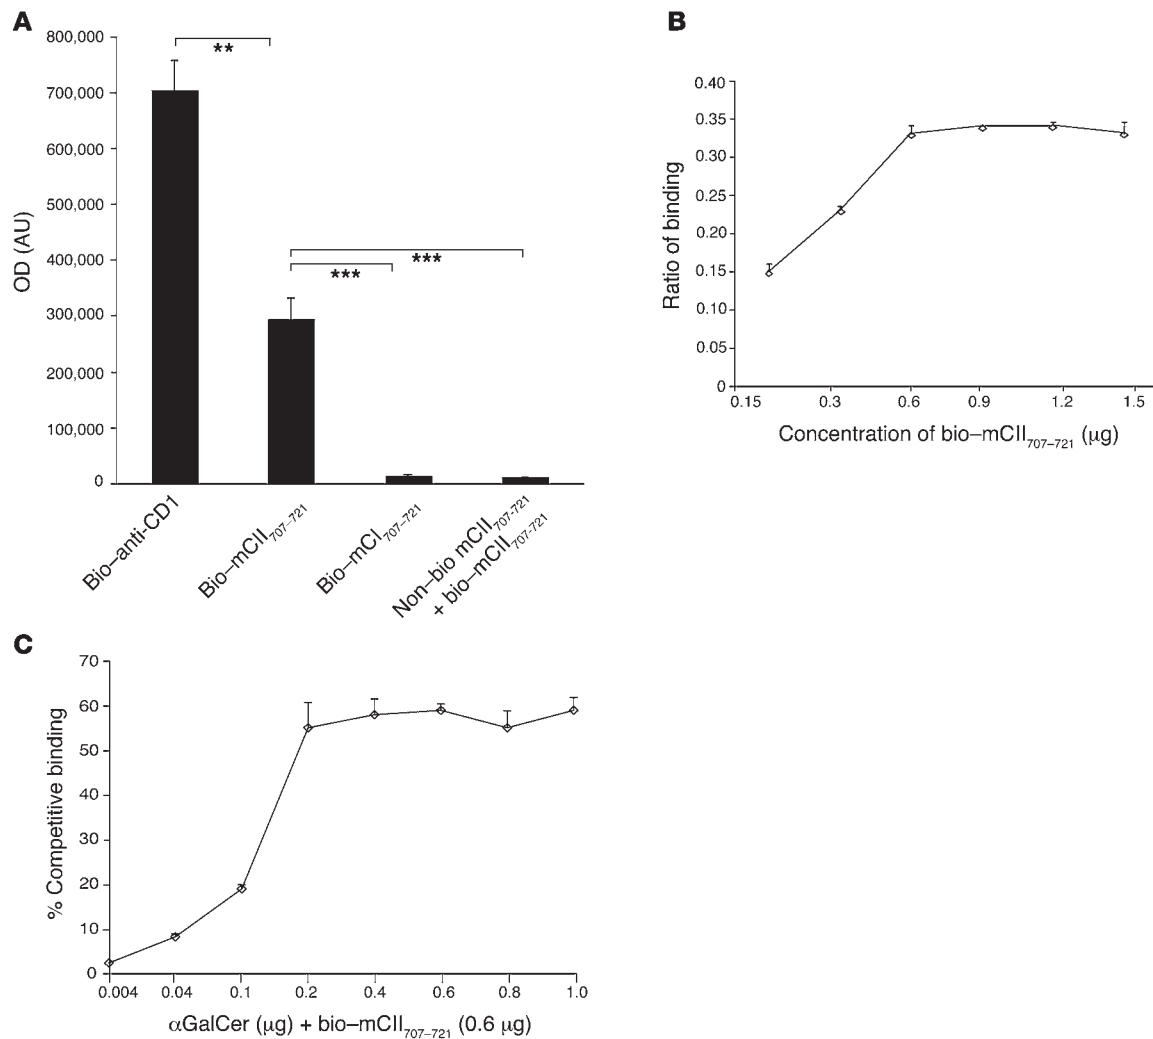 A
800,000
700,000
600,000
500,000
400,000
300,000
200,000
100,000
0
OD (AU)
**
***
***
Bio–anti-CD1
Bio–mCII707–721
Bio–mCI707–721
Non–bio mCII707-721
+ bio–mCII707-721
B
0.40
0.35
0.30
0.25
0.20
0.15
0.10
0.05
0
Ratio of binding
0.15 0.3 0.6 0.9 1.2 1.5
Concentration of bio–mCII707–721 (μg)
C
70
60
50
40
30
20
10
0
% Competitive binding
0.004 0.04 0.1 0.2 0.4 0.6 0.8 1.0
αGalCer (μg) + bio–mCII707–721 (0.6 μg)